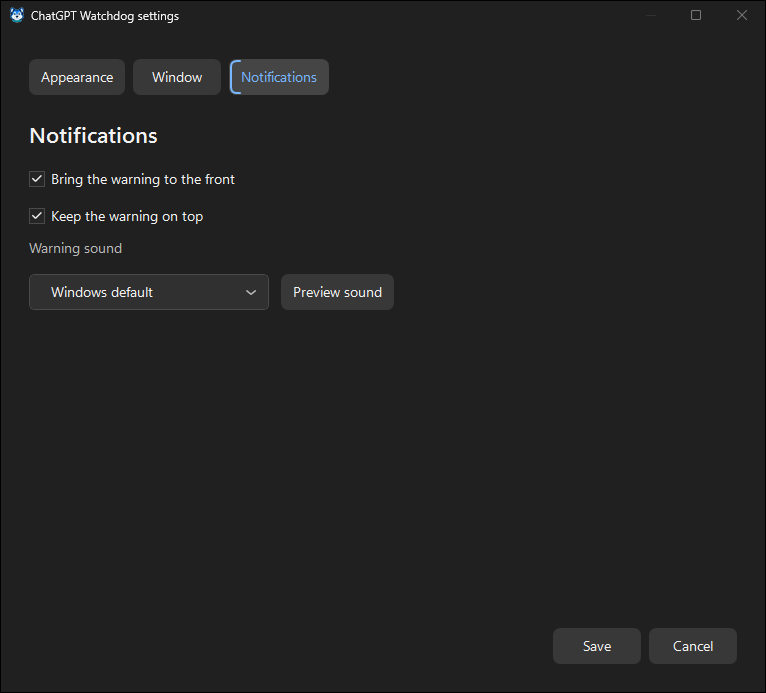 ChatGPT Watchdog settings
Appearance
Window
Notifications
Notifications
Bring the warning to the front
Keep the warning on top
Warning sound
Windows default
Preview sound
Save
Cancel